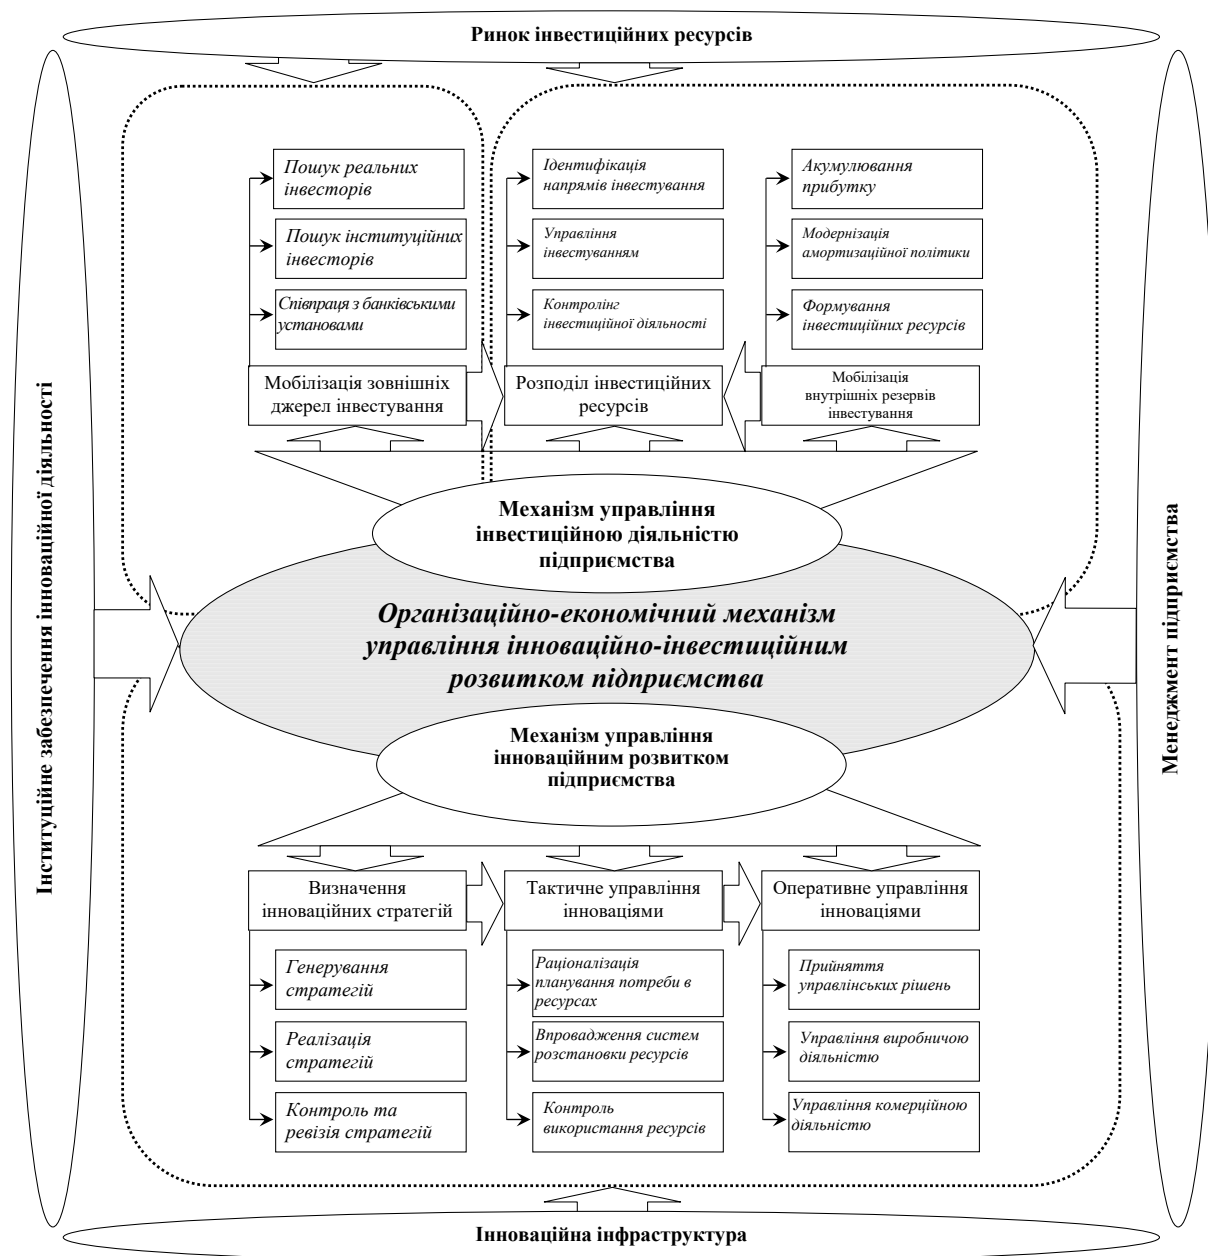 Ринок інвестиційних ресурсів
Інституційне забезпечення інноваційної діяльності
Пошук реальних
інвесторів
Пошук інституційних
інвесторів
Співпраця з банківськими
установами
Мобілізація зовнішніх
джерел інвестування
Ідентифікація
напрямів інвестування
Управління
інвестуванням
Контролінг
інвестиційної діяльності
Розподіл інвестиційних
ресурсів
Акумулювання
прибутку
Модернізація
амортизаційної політики
Формування
інвестиційних ресурсів
Мобілізація
внутрішніх резервів
інвестування
Механізм управління
інвестиційною діяльністю
підприємства
Організаційно-економічний механізм
управління інноваційно-інвестиційним
розвитком підприємства
Механізм управління
інноваційним розвитком
підприємства
Визначення
інноваційних стратегій
Генерування
стратегій
Реалізація
стратегій
Контроль та
ревізія стратегій
Тактичне управління
інноваціями
Раціоналізація
планування потреби в
ресурсах
Впровадження систем
розстановки ресурсів
Контроль
використання ресурсів
Оперативне управління
інноваціями
Прийняття
управлінських рішень
Управління виробничою
діяльністю
Управління комерційною
діяльністю
Менеджмент підприємства
Інноваційна інфраструктура